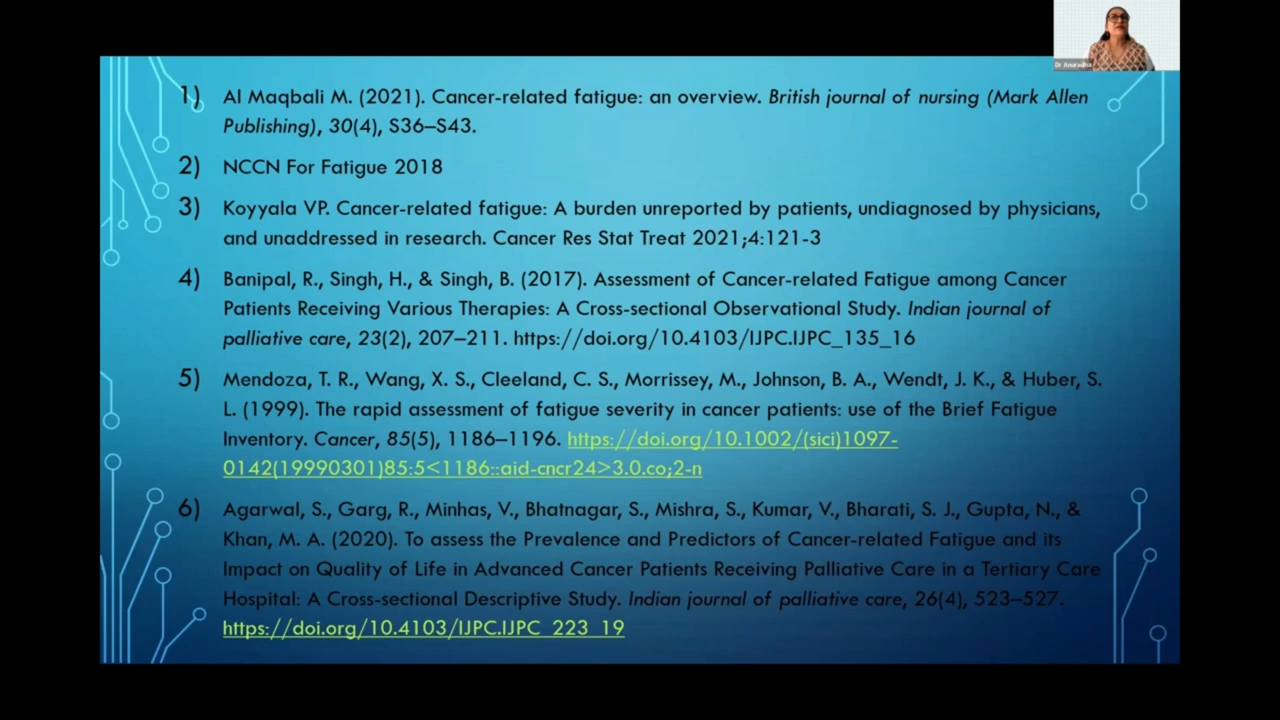 Dr Anuradha
1) Al Maqbali M. (2021). Cancer-related fatigue: an overview. British journal of nursing (Mark Allen
Publishing), 30(4), S36–S43.
2) NCCN For Fatigue 2018
3) Koyyala VP. Cancer-related fatigue: A burden unreported by patients, undiagnosed by physicians,
and unaddressed in research. Cancer Res Stat Treat 2021;4:121-3
4) Banipal, R., Singh, H., & Singh, B. (2017). Assessment of Cancer-related Fatigue among Cancer
Patients Receiving Various Therapies: A Cross-sectional Observational Study. Indian journal of
palliative care, 23(2), 207–211. https://doi.org/10.4103/IJPC.IJPC_135_16
5) Mendoza, T. R., Wang, X. S., Cleeland, C. S., Morrissey, M., Johnson, B. A., Wendt, J. K., & Huber, S.
L. (1999). The rapid assessment of fatigue severity in cancer patients: use of the Brief Fatigue
Inventory. Cancer, 85(5), 1186–1196. https://doi.org/10.1002/(sici)1097-
0142(19990301)85:5<1186::aid-cncr24>3.0.co;2-n
6) Agarwal, S., Garg, R., Minhas, V., Bhatnagar, S., Mishra, S., Kumar, V., Bharati, S. J., Gupta, N., &
Khan, M. A. (2020). To assess the Prevalence and Predictors of Cancer-related Fatigue and its
Impact on Quality of Life in Advanced Cancer Patients Receiving Palliative Care in a Tertiary Care
Hospital: A Cross-sectional Descriptive Study. Indian journal of palliative care, 26(4), 523–527.
https://doi.org/10.4103/IJPC.IJPC_223_19